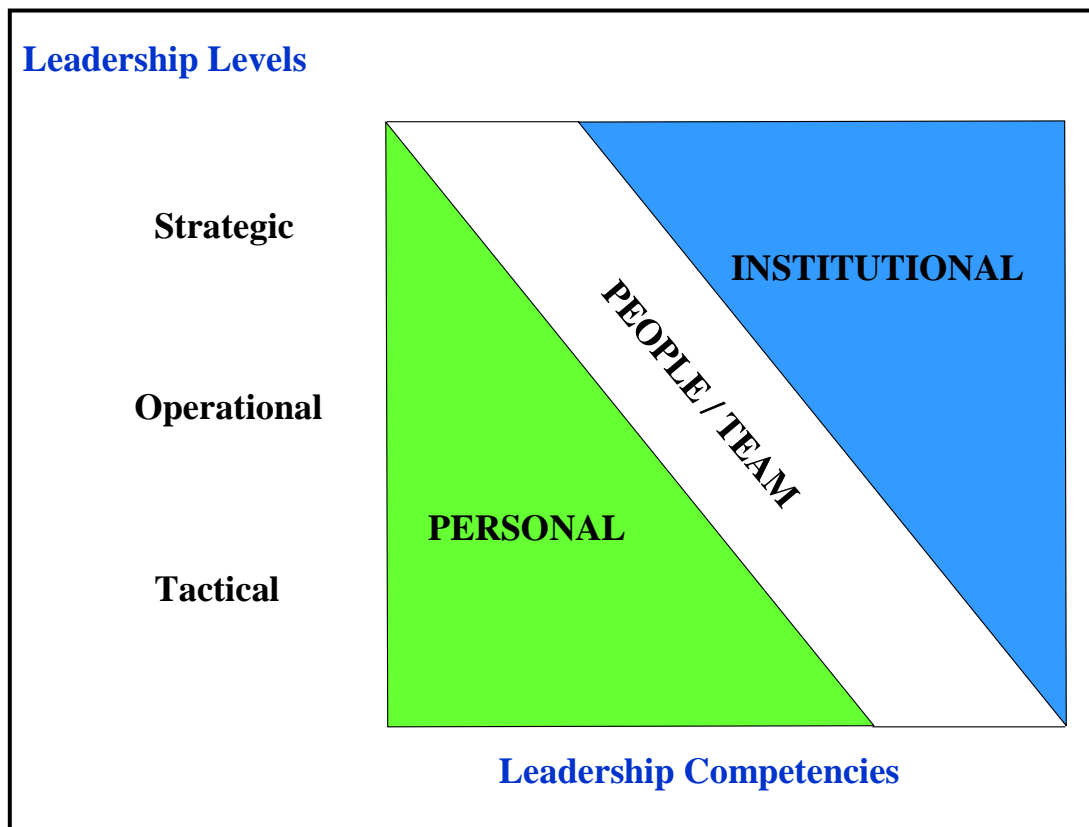 Leadership Levels
Strategic
INSTITUTIONAL
PEOPLE / TEAM
Operational
PERSONAL
Tactical
Leadership Competencies